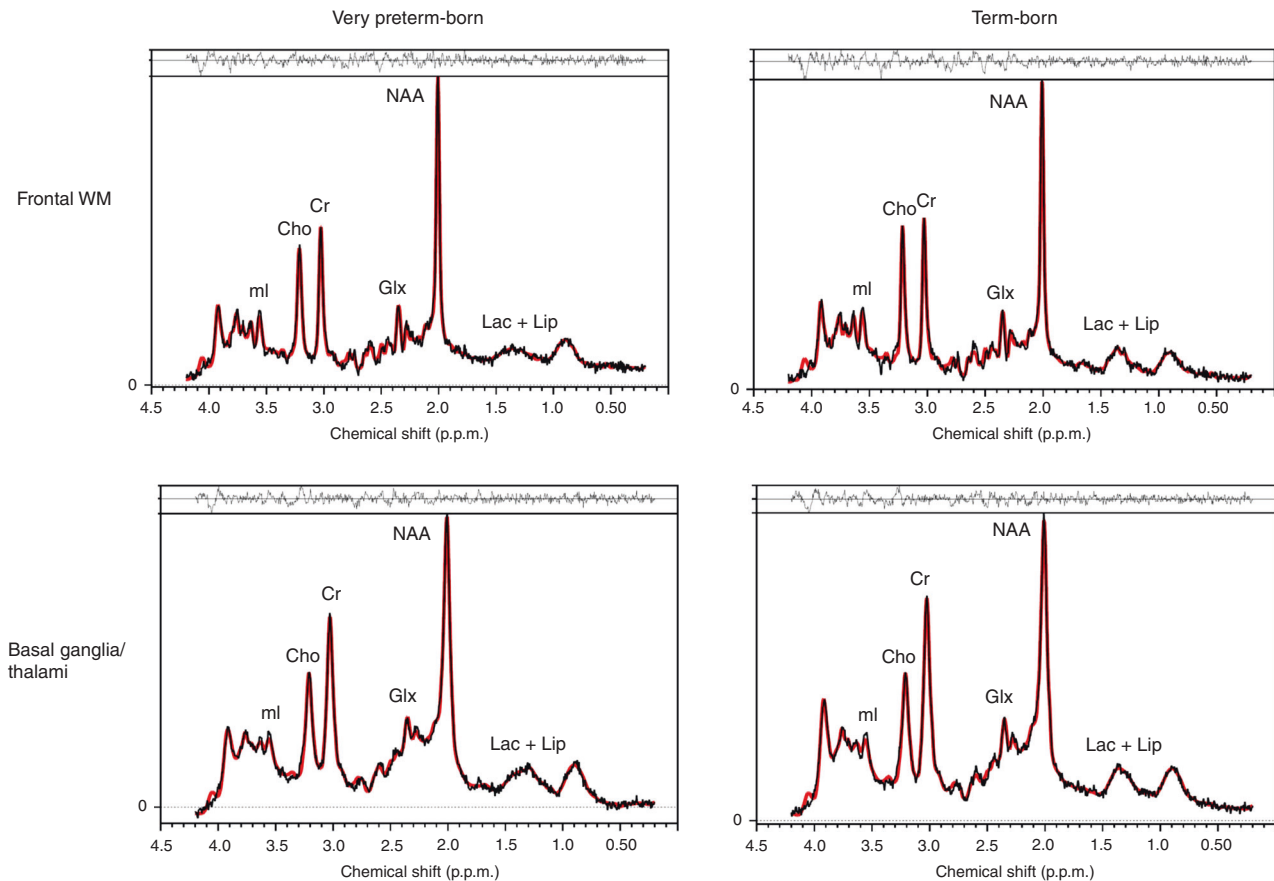 Very preterm-born
Term-born
Frontal WM
NAA
Cr
Cho
Glx
ml
Lac + Lip
0
4.5 4.0 3.5 3.0 2.5 2.0 1.5 1.0 0.50
Chemical shift (p.p.m.)
NAA
Cho Cr
Glx
ml
Lac + Lip
0
4.5 4.0 3.5 3.0 2.5 2.0 1.5 1.0 0.50
Chemical shift (p.p.m.)
Basal ganglia/
thalami
NAA
Cr
Cho
Glx
ml
Lac + Lip
0
4.5 4.0 3.5 3.0 2.5 2.0 1.5 1.0 0.50
Chemical shift (p.p.m.)
NAA
Cr
Cho
Glx
ml
Lac + Lip
0
4.5 4.0 3.5 3.0 2.5 2.0 1.5 1.0 0.50
Chemical shift (p.p.m.)